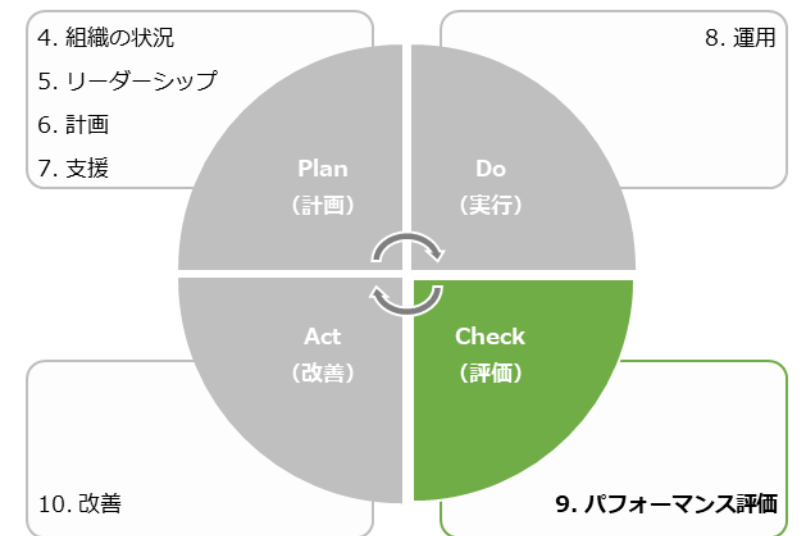 4. 組織の状況
5. リーダーシップ
6. 計画
7. 支援
8. 運用
Plan
（計画）
Do
（実行）
Act
（改善）
Check
（評価）
10. 改善
9. パフォーマンス評価